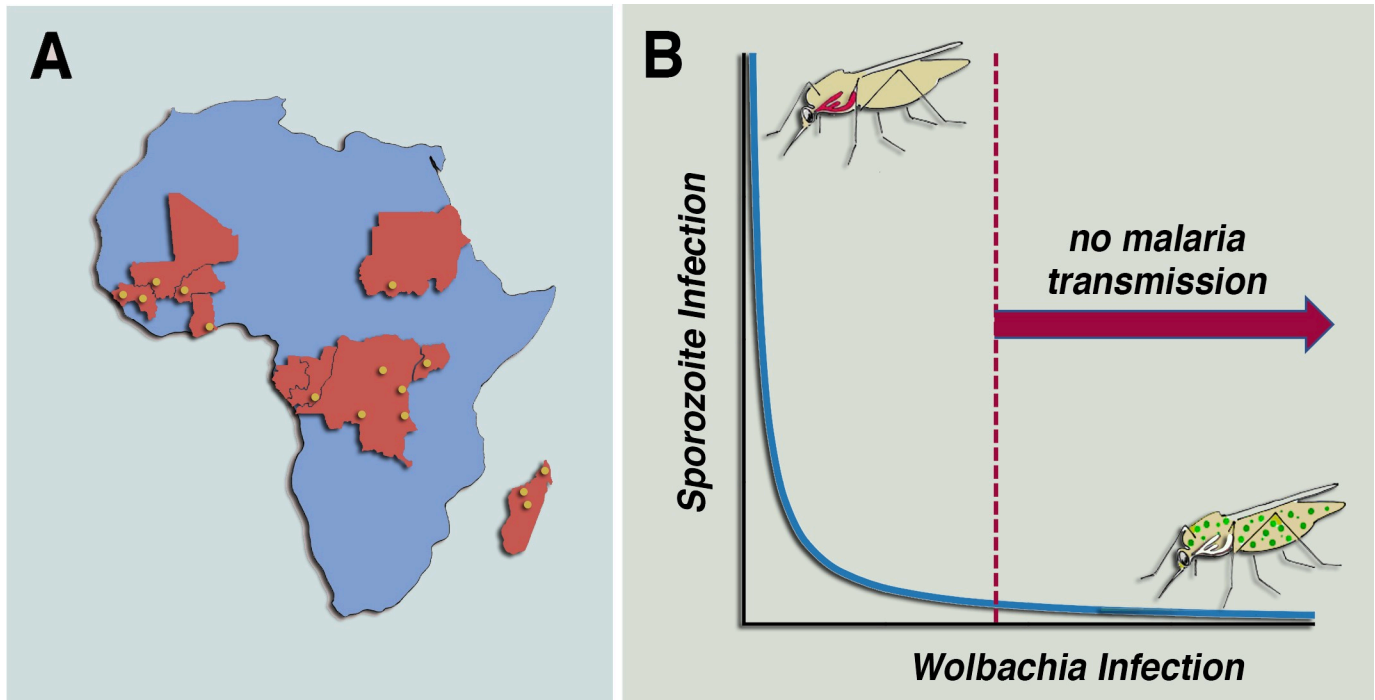 A
B
no malaria
transmission
Sporozoite Infection
Wolbachia Infection